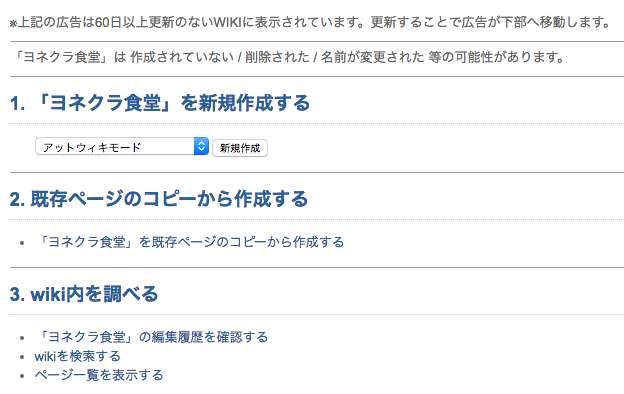 ※上記の広告は60日以上更新のないWIKIに表示されています。更新することで広告が下部へ移動します。
「ヨネクラ食堂」は 作成されていない / 削除された / 名前が変更された 等の可能性があります。
1. 「ヨネクラ食堂」を新規作成する
アットウィキモード 新規作成
2. 既存ページのコピーから作成する
• 「ヨネクラ食堂」を既存ページのコピーから作成する
3. wiki内を調べる
• 「ヨネクラ食堂」の編集履歴を確認する
• wikiを検索する
• ページ一覧を表示する